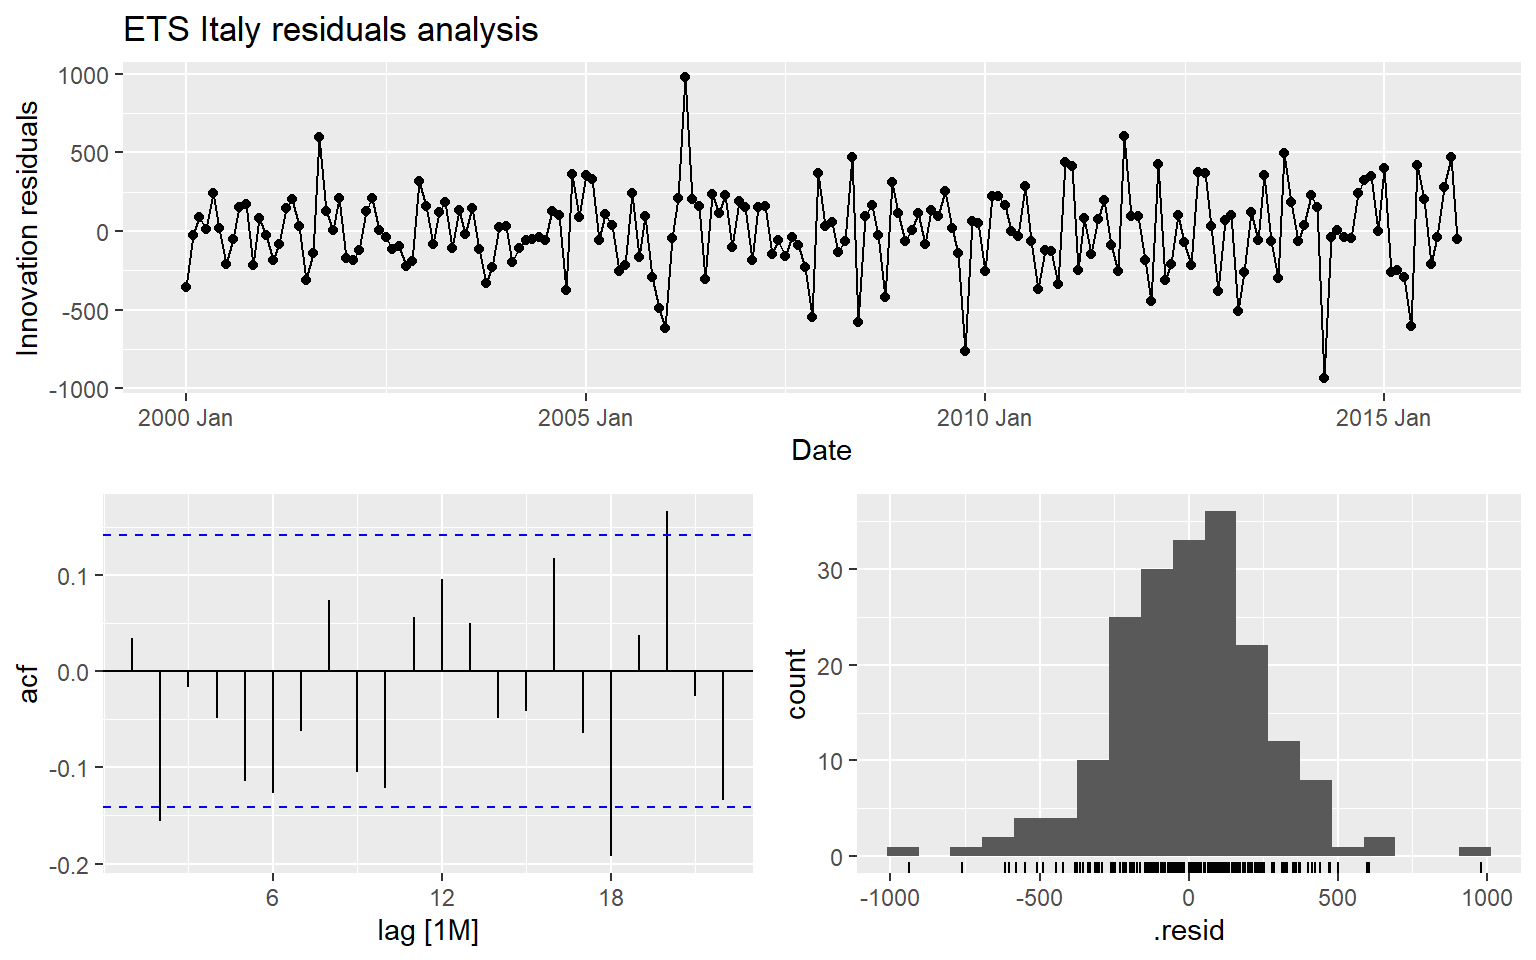 ETS Italy residuals analysis
Innovation residuals
1000
500
0
-500
-1000
2000 Jan 2005 Jan 2010 Jan 2015 Jan
Date
acf
0.1
0.0
-0.1
-0.2
6 12 18
lag [1M]
count
30
20
10
0
-1000 -500 0 500 1000
.resid